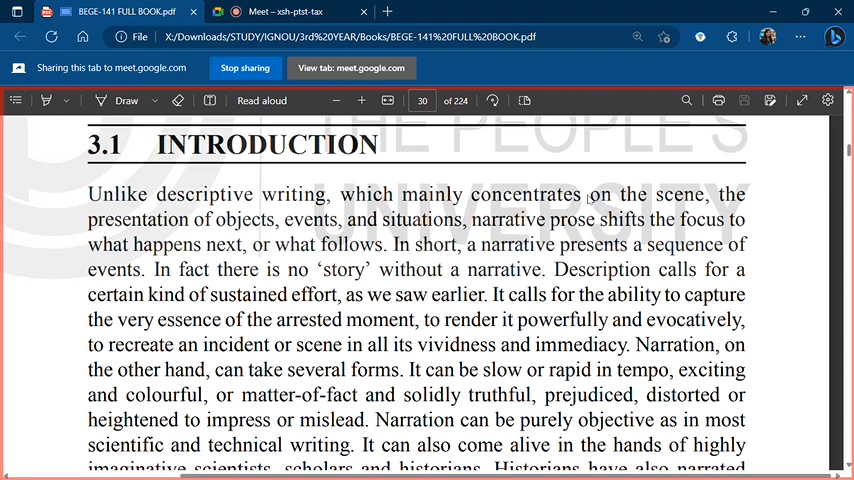 BEGE-141 FULL BOOK.pdf
Meet – xsh-ptst-tax
File
X:/Downloads/STUDY/IGNOU/3rd%20YEAR/Books/BEGE-141%20FULL%20BOOK.pdf
Sharing this tab to meet.google.com
Stop sharing
View tab: meet.google.com
Draw
Read aloud
30 of 224
THE PEOPLE'S
UNIVERSITY
3.1 INTRODUCTION
Unlike descriptive writing, which mainly concentrates on the scene, the
presentation of objects, events, and situations, narrative prose shifts the focus to
what happens next, or what follows. In short, a narrative presents a sequence of
events. In fact there is no ‘story’ without a narrative. Description calls for a
certain kind of sustained effort, as we saw earlier. It calls for the ability to capture
the very essence of the arrested moment, to render it powerfully and evocatively,
to recreate an incident or scene in all its vividness and immediacy. Narration, on
the other hand, can take several forms. It can be slow or rapid in tempo, exciting
and colourful, or matter-of-fact and solidly truthful, prejudiced, distorted or
heightened to impress or mislead. Narration can be purely objective as in most
scientific and technical writing. It can also come alive in the hands of highly
imaginative scientists, scholars and historians. Historians have also narrated